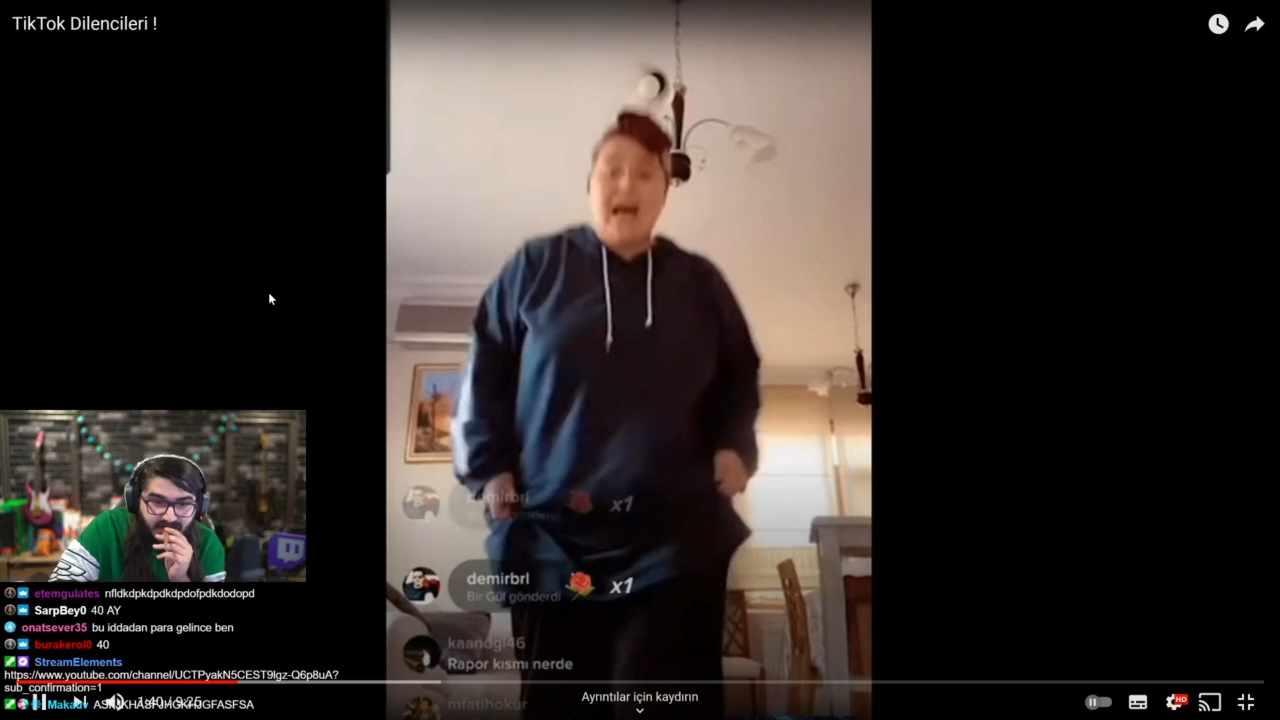 TikTok Dilencileri !
demirbrl
x1
demirbrl
Bir Gül gönderdi
x1
kaandgl46
Rapor kısmı nerde
mfatihokur
etemgulates nfldkdpkdpdkdpdofpdkdodopd
SarpBey0 40 AY
onatsever35 bu iddadan para gelince ben
burakerol0 40
StreamElements
https://www.youtube.com/channel/UCTPyakN5CEST9lgz-Q6p8uA?
sub_confirmation=1
1:40 / 9:25
Ayrıntılar için kaydırın
HD